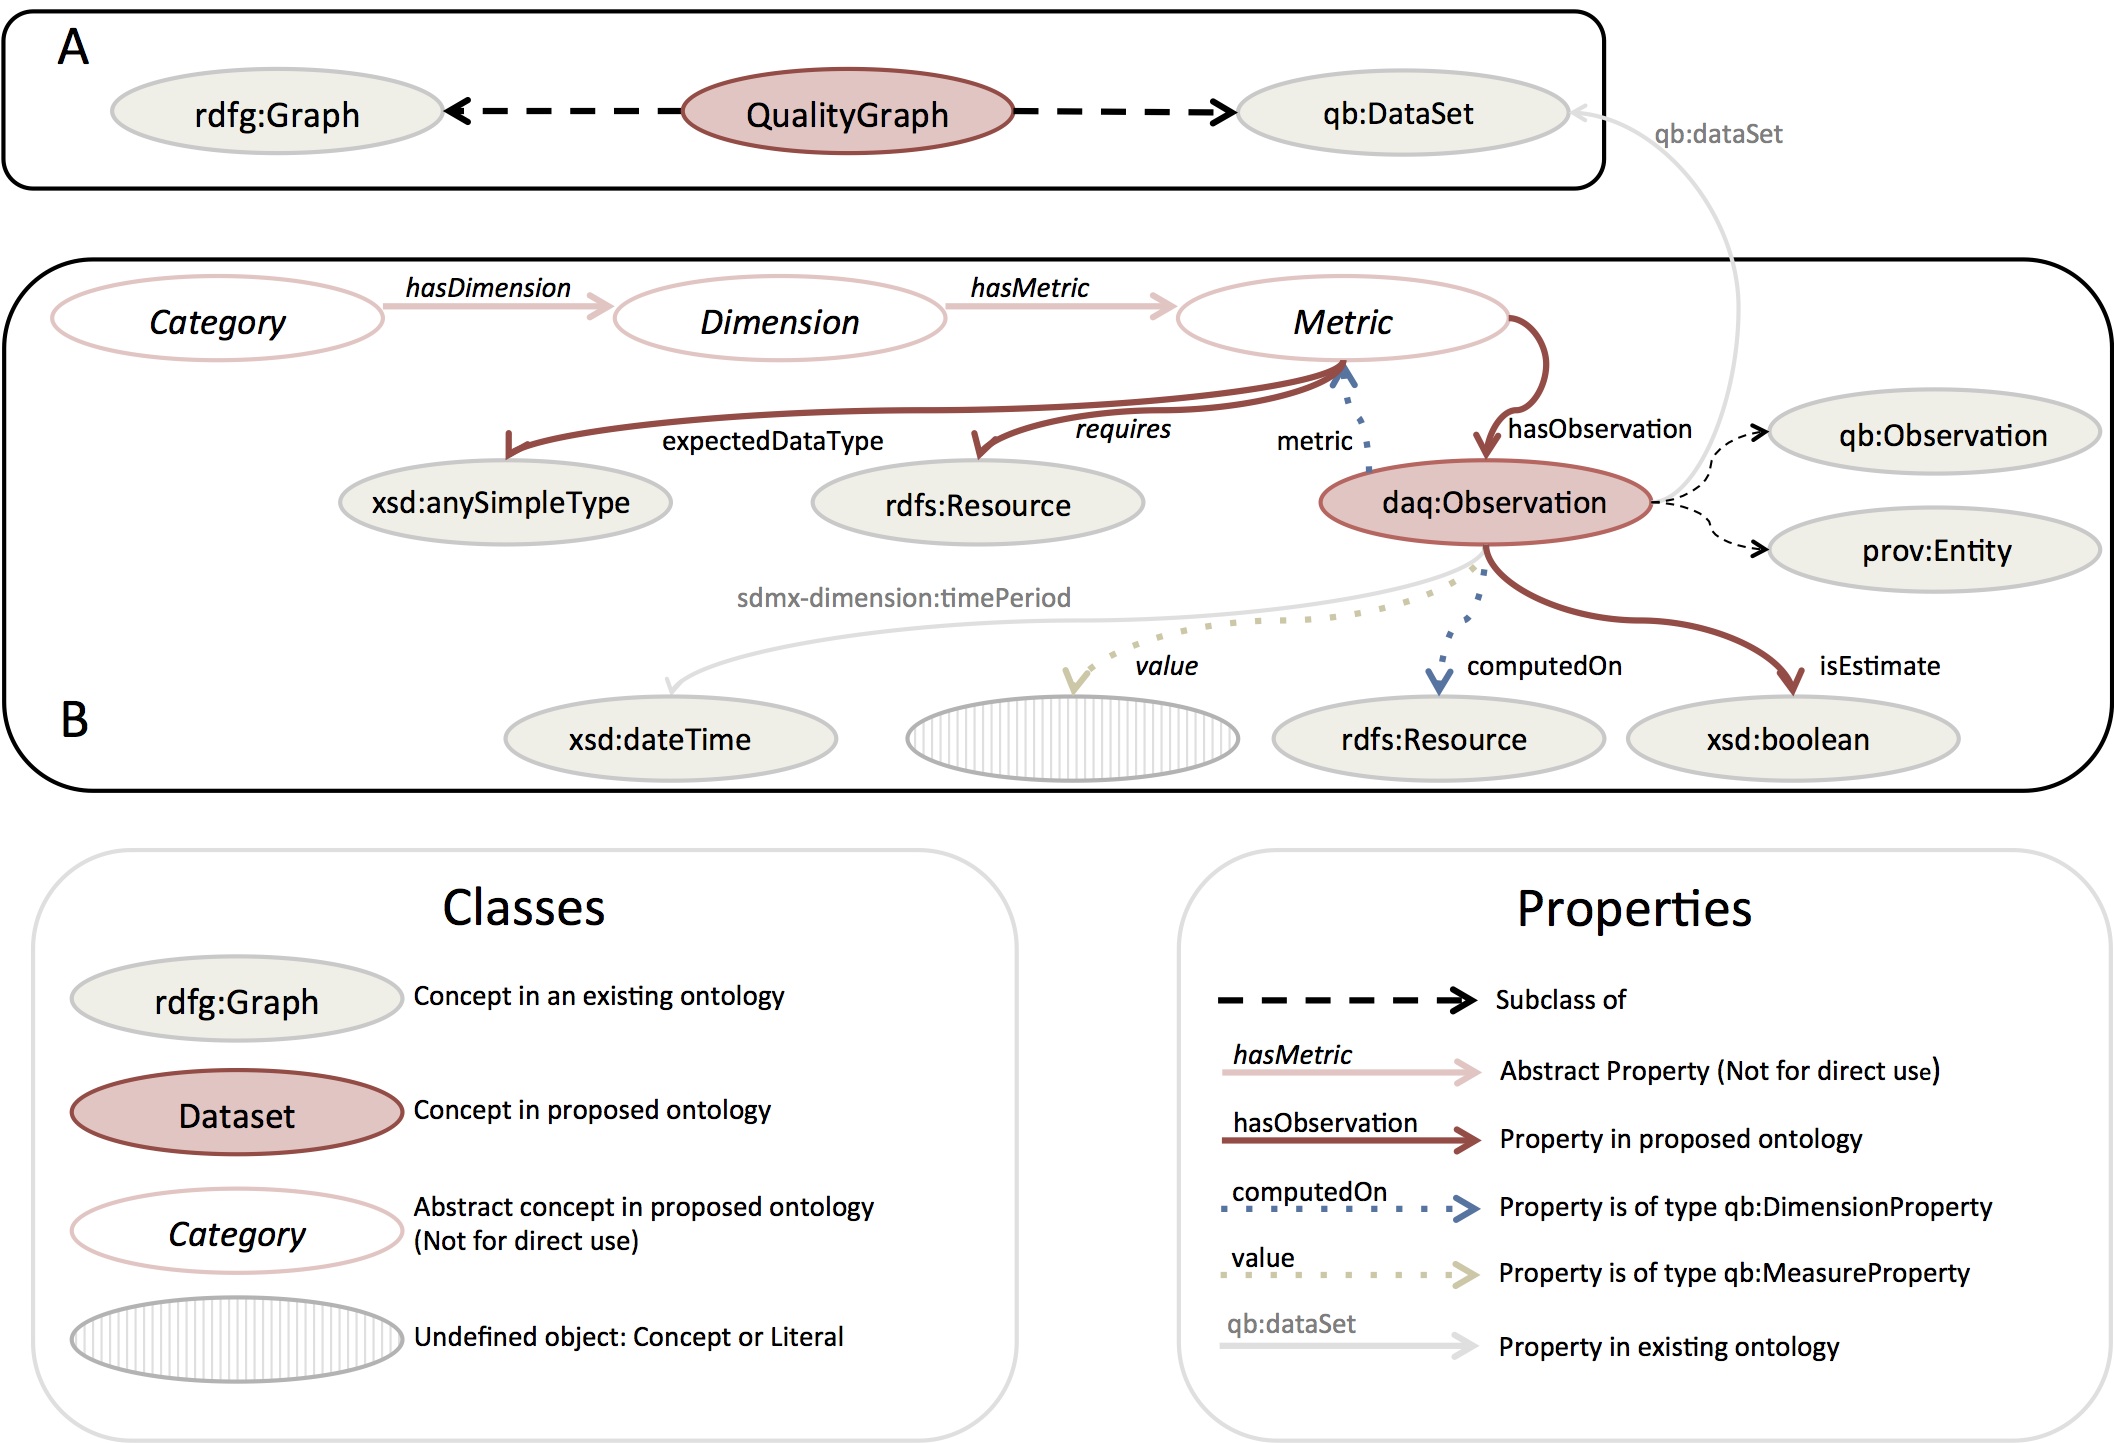 A
rdfg:Graph
QualityGraph
qb:DataSet
qb:dataSet
hasDimension
hasMetric
Category
Dimension
Metric
expectedDataType
requires
metric
hasObservation
qb:Observation
xsd:anySimpleType
rdfs:Resource
daq:Observation
prov:Entity
sdmx-dimension:timePeriod
value
computedOn
isEstimate
B
xsd:dateTime
rdfs:Resource
xsd:boolean
Classes
rdfg:Graph
Concept in an existing ontology
Dataset
Concept in proposed ontology
Category
Abstract concept in proposed ontology
(Not for direct use)
Undefined object: Concept or Literal
Properties
Subclass of
hasMetric
Abstract Property (Not for direct use)
hasObservation
Property in proposed ontology
computedOn
Property is of type qb:DimensionProperty
value
Property is of type qb:MeasureProperty
qb:dataSet
Property in existing ontology